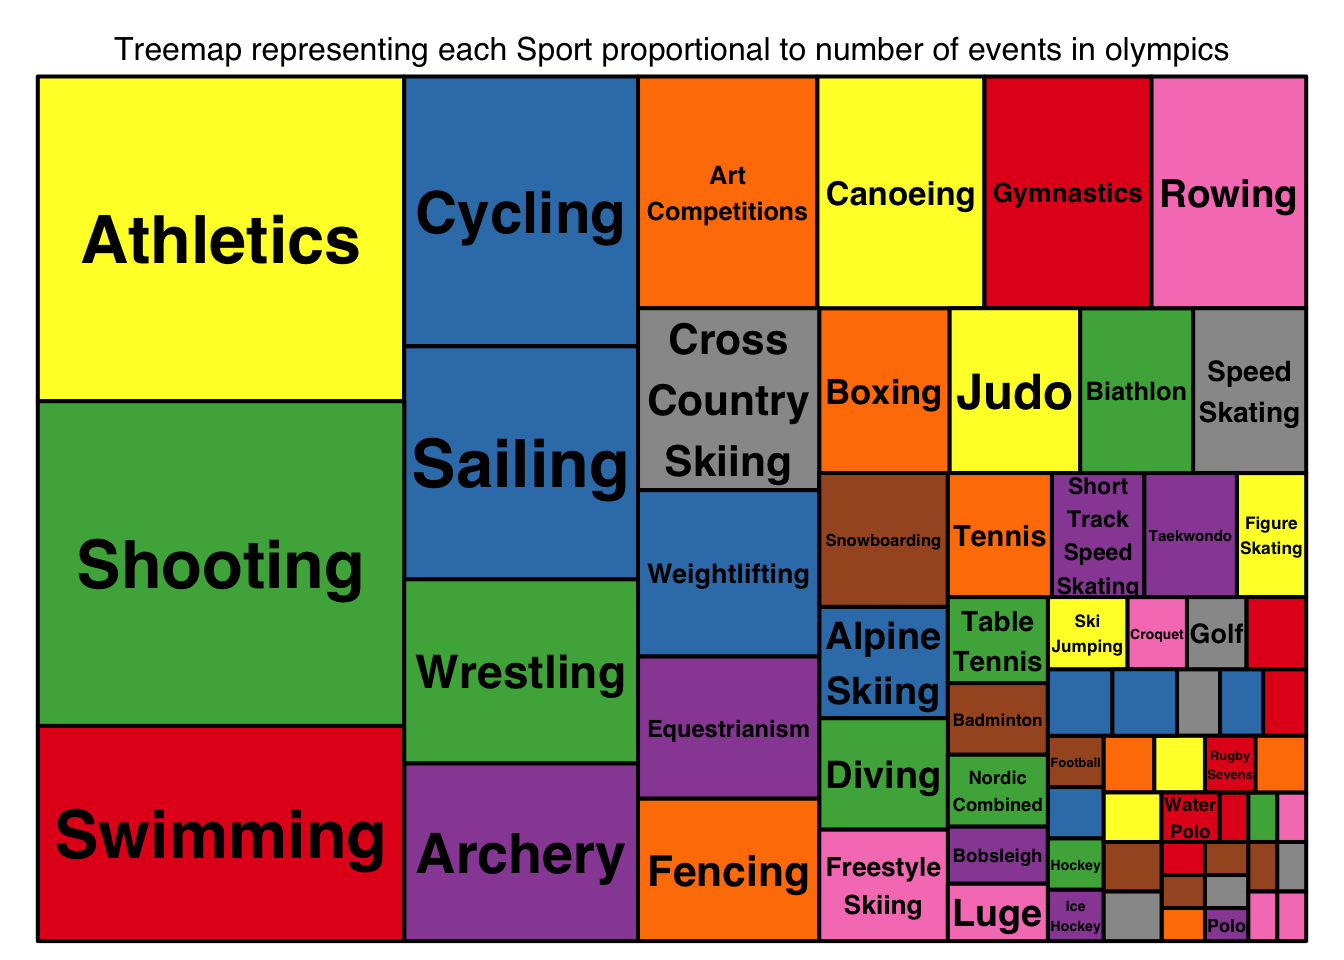 Treemap representing each Sport proportional to number of events in olympics
Athletics
Shooting
Swimming
Cycling
Sailing
Wrestling
Archery
Art
Competitions
Canoeing
Gymnastics
Rowing
Cross
Country
Skiing
Weightlifting
Equestrianism
Fencing
Boxing
Judo
Biathlon
Speed
Skating
Snowboarding
Alpine
Skiing
Diving
Freestyle
Skiing
Tennis
Short
Track
Speed
Skating
Taekwondo
Figure
Skating
Table
Tennis
Badminton
Nordic
Combined
Bobsleigh
Luge
Ski
Jumping
Croquet
Golf
Football
Rugby
Sevens
Water
Polo
Hockey
Ice
Hockey
Polo